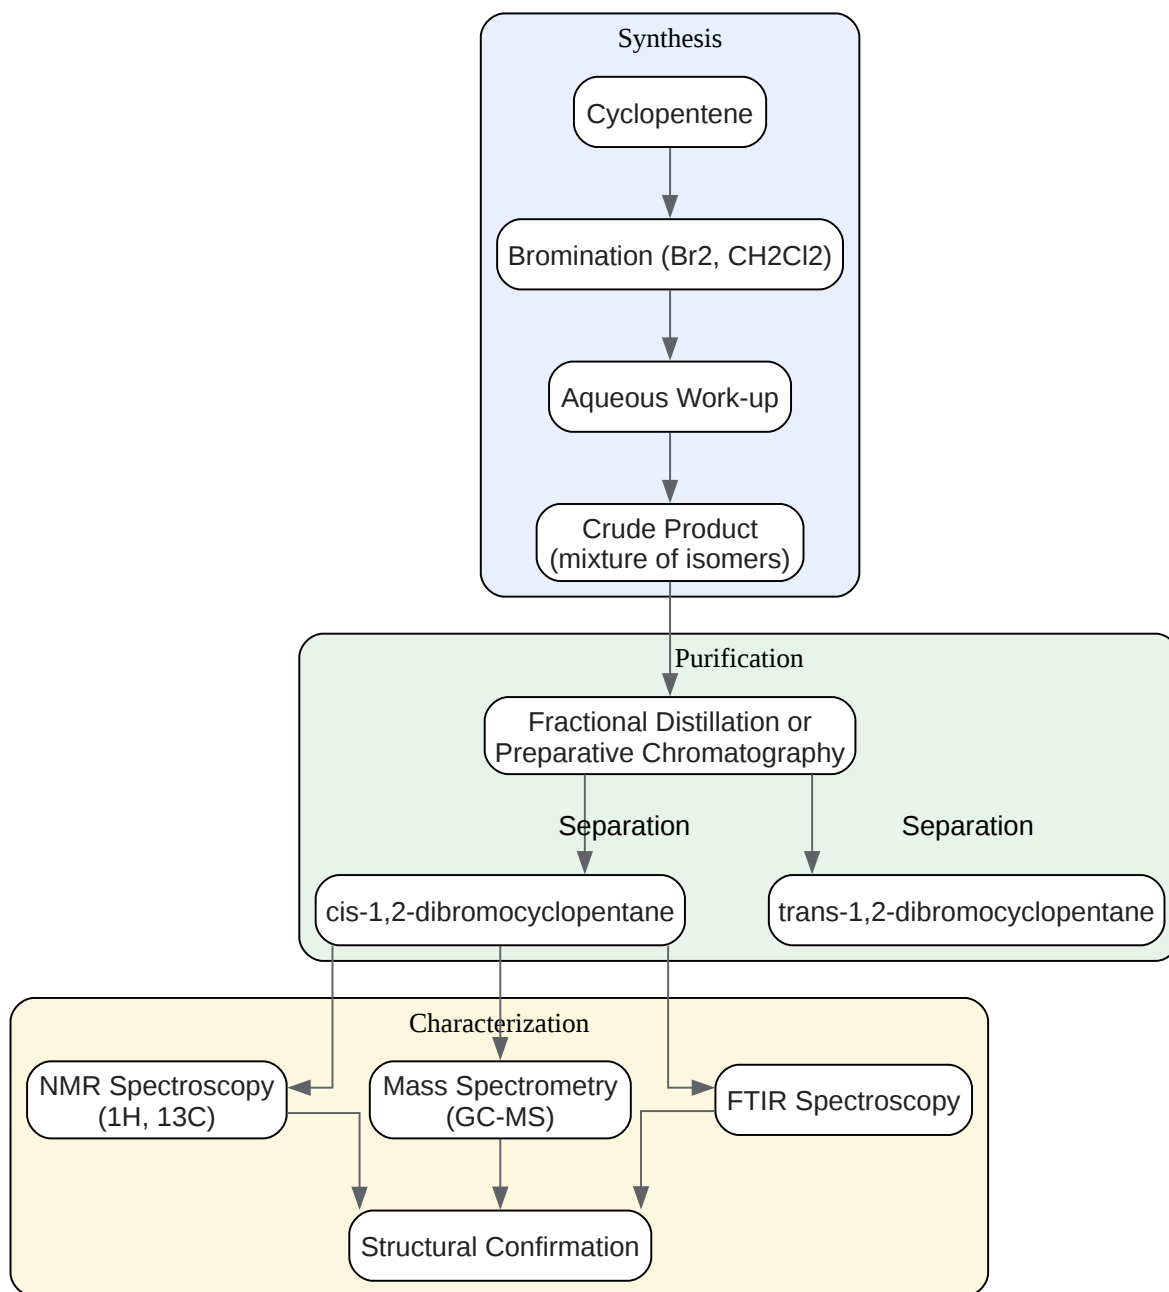 Synthesis
Cyclopentene
Bromination (Br2, CH2Cl2)
Aqueous Work-up
Crude Product
(mixture of isomers)
Purification
Fractional Distillation or
Preparative Chromatography
Separation
Separation
cis-1,2-dibromocyclopentane
trans-1,2-dibromocyclopentane
Characterization
NMR Spectroscopy
(1H, 13C)
Mass Spectrometry
(GC-MS)
FTIR Spectroscopy
Structural Confirmation